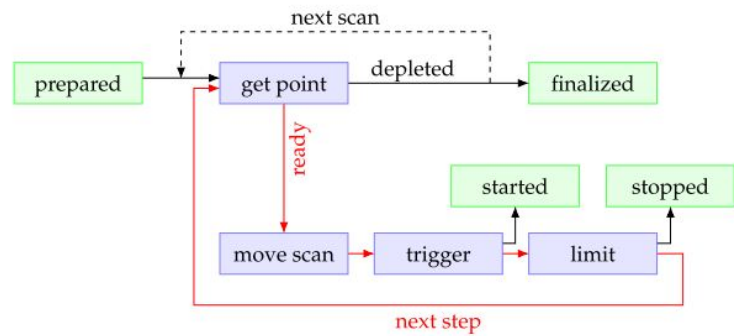 next scan
prepared
get point
depleted
finalized
ready
started
stopped
move scan
trigger
limit
next step